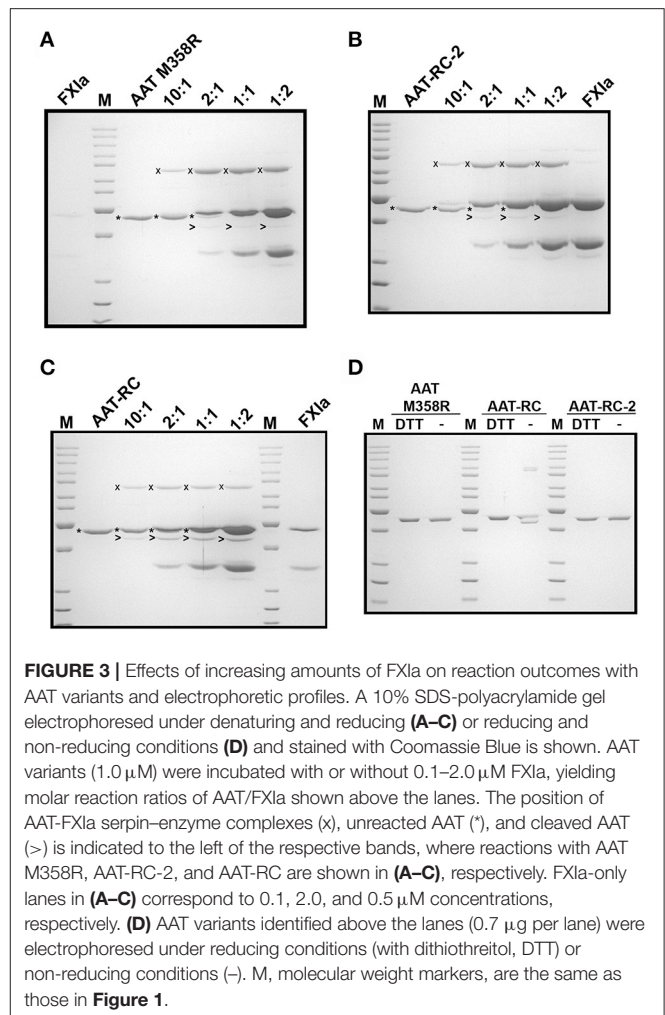 A
FXIa M AAT M358R 10:1 2:1 1:1 1:2
x x x x
* * *
> > >
B
M AAT-RC-2 10:1 2:1 1:1 1:2 FXIa
x x x x
* * * *
> > >
C
M AAT-RC 10:1 2:1 1:1 1:2 M FXIa
x x x x
* * * *
> > > >
D
AAT
M358R AAT-RC AAT-RC-2
M DTT - M DTT - M DTT -
FIGURE 3 | Effects of increasing amounts of FXIa on reaction outcomes with
AAT variants and electrophoretic profiles. A 10% SDS-polyacrylamide gel
electrophoresed under denaturing and reducing (A–C) or reducing and
non-reducing conditions (D) and stained with Coomassie Blue is shown. AAT
variants (1.0 μM) were incubated with or without 0.1–2.0 μM FXIa, yielding
molar reaction ratios of AAT/FXIa shown above the lanes. The position of
AAT-FXIa serpin–enzyme complexes (x), unreacted AAT (*), and cleaved AAT
(>) is indicated to the left of the respective bands, where reactions with AAT
M358R, AAT-RC-2, and AAT-RC are shown in (A–C), respectively. FXIa-only
lanes in (A–C) correspond to 0.1, 2.0, and 0.5 μM concentrations,
respectively. (D) AAT variants identified above the lanes (0.7 μg per lane) were
electrophoresed under reducing conditions (with dithiothreitol, DTT) or
non-reducing conditions (–). M, molecular weight markers, are the same as
those in Figure 1.